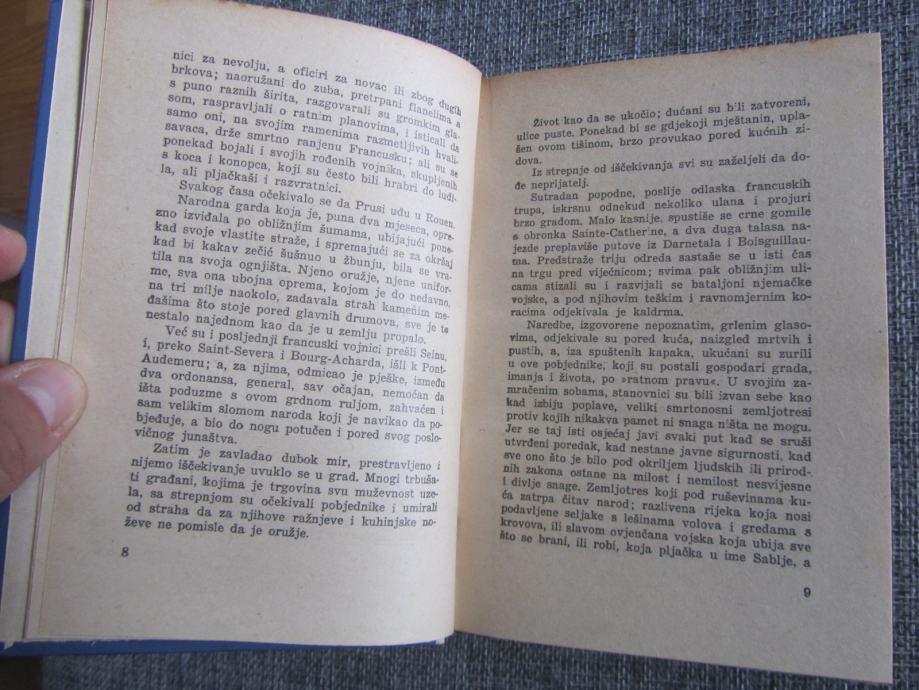 nici za nevolju, a oficiri za novac ili zbog dugih
brkova; naoružani do zuba, pretrpani flanelima a
s puno raznih širita, razgovarali su gromkim gla-
som, raspravljali o ratnim planovima, i isticali da
samo oni, na svojim ramenima razmetljivih hvali-
savaca, drže smrtno ranjenu Francusku; ali su se
ponekad bojali i svojih rođenih vojnika, skupljenih
s koca i konopca, koji su često bili hrabri do ludi-
la, ali pljačkaši i razvratnici.
Svakog časa očekivalo se da Prusi uđu u Rouen.
Narodna garda koja je, puna dva mjeseca, opre-
zno izviđala po obližnjim šumama, ubijajući pone-
kad svoje vlastite straže, i spremajući se za okršaj
kad bi kakav zečić šušnuo u žbunju, bila se vra-
tila na svoja ognjišta. Njeno oružje, njene unifor-
me, sva ona ubojna oprema, kojom je do nedavno,
na tri milje naokolo, zadavala strah kamenim me-
đašima što stoje pored glavnih drumova, sve je to
nestalo najednom kao da je u zemlju propalo.
Već su i posljednji francuski vojnici prešli Seinu,
i, preko Saint-Severa i Bourg-Acharda, išli k Pont-
Audemeru; a, za njima, odmicao je pješke, između
dva ordonansa, general, sav očajan, nemoćan da
išta poduzme s ovom grdnom ruljom, zahvaćen i
sam velikim slomom naroda koji je navikao da po-
bjeđuje, a bio do nogu potučen i pored svog poslo-
vičnog junaštva.
Zatim je zavladao dubok mir, prestravljeno i
nijemo iščekivanje uvuklo se u grad. Mnogi trbuša-
ti građani, kojima je trgovina svu muževnost uze-
la, sa strepnjom su očekivali pobjednike i umirali
od straha da za njihove ražnjeve i kuhinjske no-
ževe ne pomisle da je oružje.
8
Život kao da se ukočio; dućani su bili zatvoreni,
ulice puste. Ponekad bi se gdjekoji mještanin, upla-
šen ovom tišinom, brzo provukao pored kućnih zi-
dova.
Iz strepnje od iščekivanja svi su zaželjeli da do-
đe neprijatelj.
Sutradan popodne, poslije odlaska francuskih
trupa, iskrsnu odnekud nekoliko ulana i projuri
brzo gradom. Malo kasnije, spustiše se crne gomile
s obronka Sainte-Catherine, a dva duga talasa na-
jezde preplaviše putove iz Darnetala i Boisguillau-
ma. Predstraže triju odreda sastaše se u isti čas
na trgu pred vijećnicom; svima pak obližnjim uli-
cama stizali su i razvijali se bataljoni njemačke
vojske, a pod njihovim teškim i ravnomjernim ko-
racima odjekivala je kaldrma.
Naredbe, izgovorene nepoznatim, grlenim glaso-
vima, odjekivale su pored kuća, naizgled mrtvih i
pustih, a, iza spuštenih kapaka, ukućani su zurili
u ove pobjednike, koji su postali gospodari grada,
imanja i života, po »ratnom pravu«. U svojim za-
mračenim sobama, stanovnici su bili izvan sebe kao
kad izbiju poplave, veliki smrtonosni zemljotresi
protiv kojih nikakva pamet ni snaga ništa ne mogu.
Jer se taj isti osjećaj javi svaki put kad se sruši
utvrđeni poredak, kad nestane javne sigurnosti, kad
sve ono što je bilo pod okriljem ljudskih ili prirod-
nih zakona ostane na milost i nemilost nesvijesne
i divlje snage. Zemljotres koji pod ruševinama ku-
ća zatrpa čitav narod; razlivena rijeka koja nosi
podavljene seljake s lešinama volova i gredama s
krovova, ili slavom ovjenčana vojska koja ubija sve
što se brani, ili robi, koja pljačka u ime Sablje, a
9